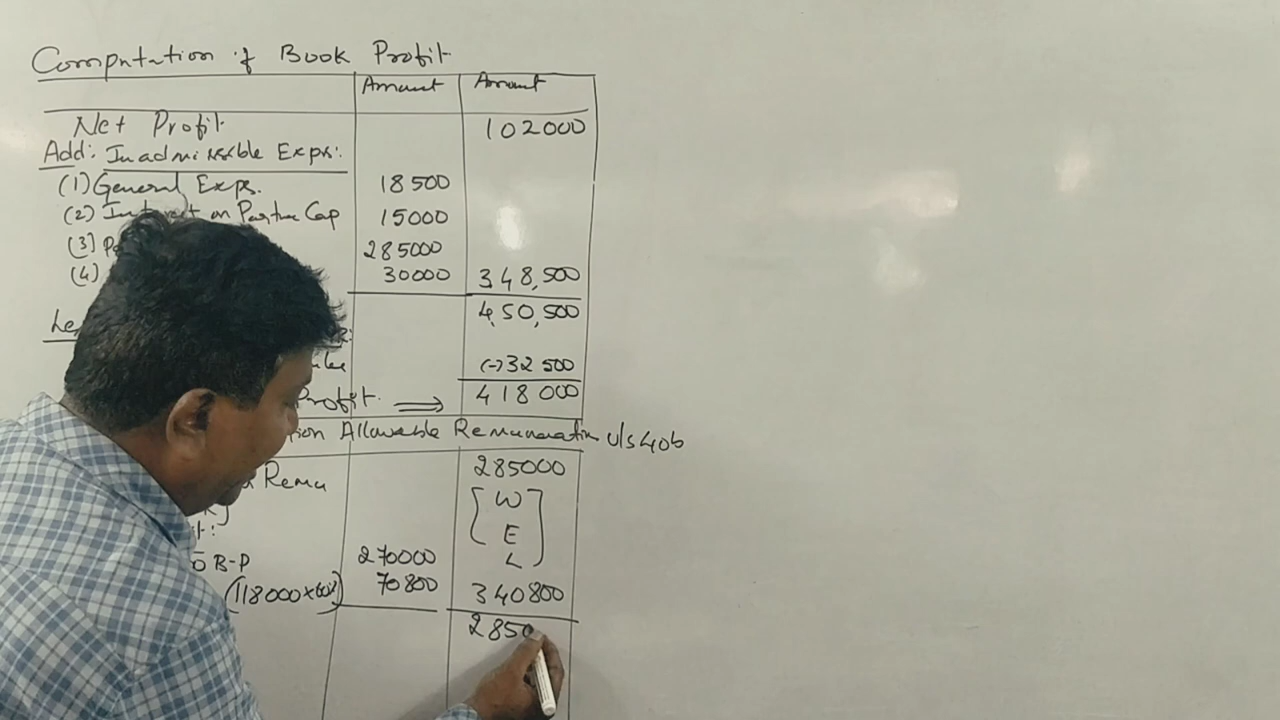 Computation of Book Profit
Amount Amount
Net Profit 102000
Add: Inadmissible Exps:
(1) General Exps. 18500
(2) Interest on Partner Cap 15000
(3) 285000
(4) 30000 348,500
4,50,500
(-) 32500
Profit. ⇒ 418000
Allowable Remuneration U/s 40b
Remu 285000
[W
E
L]
B-P 270000
(118000×60%) 70800 340800
2850